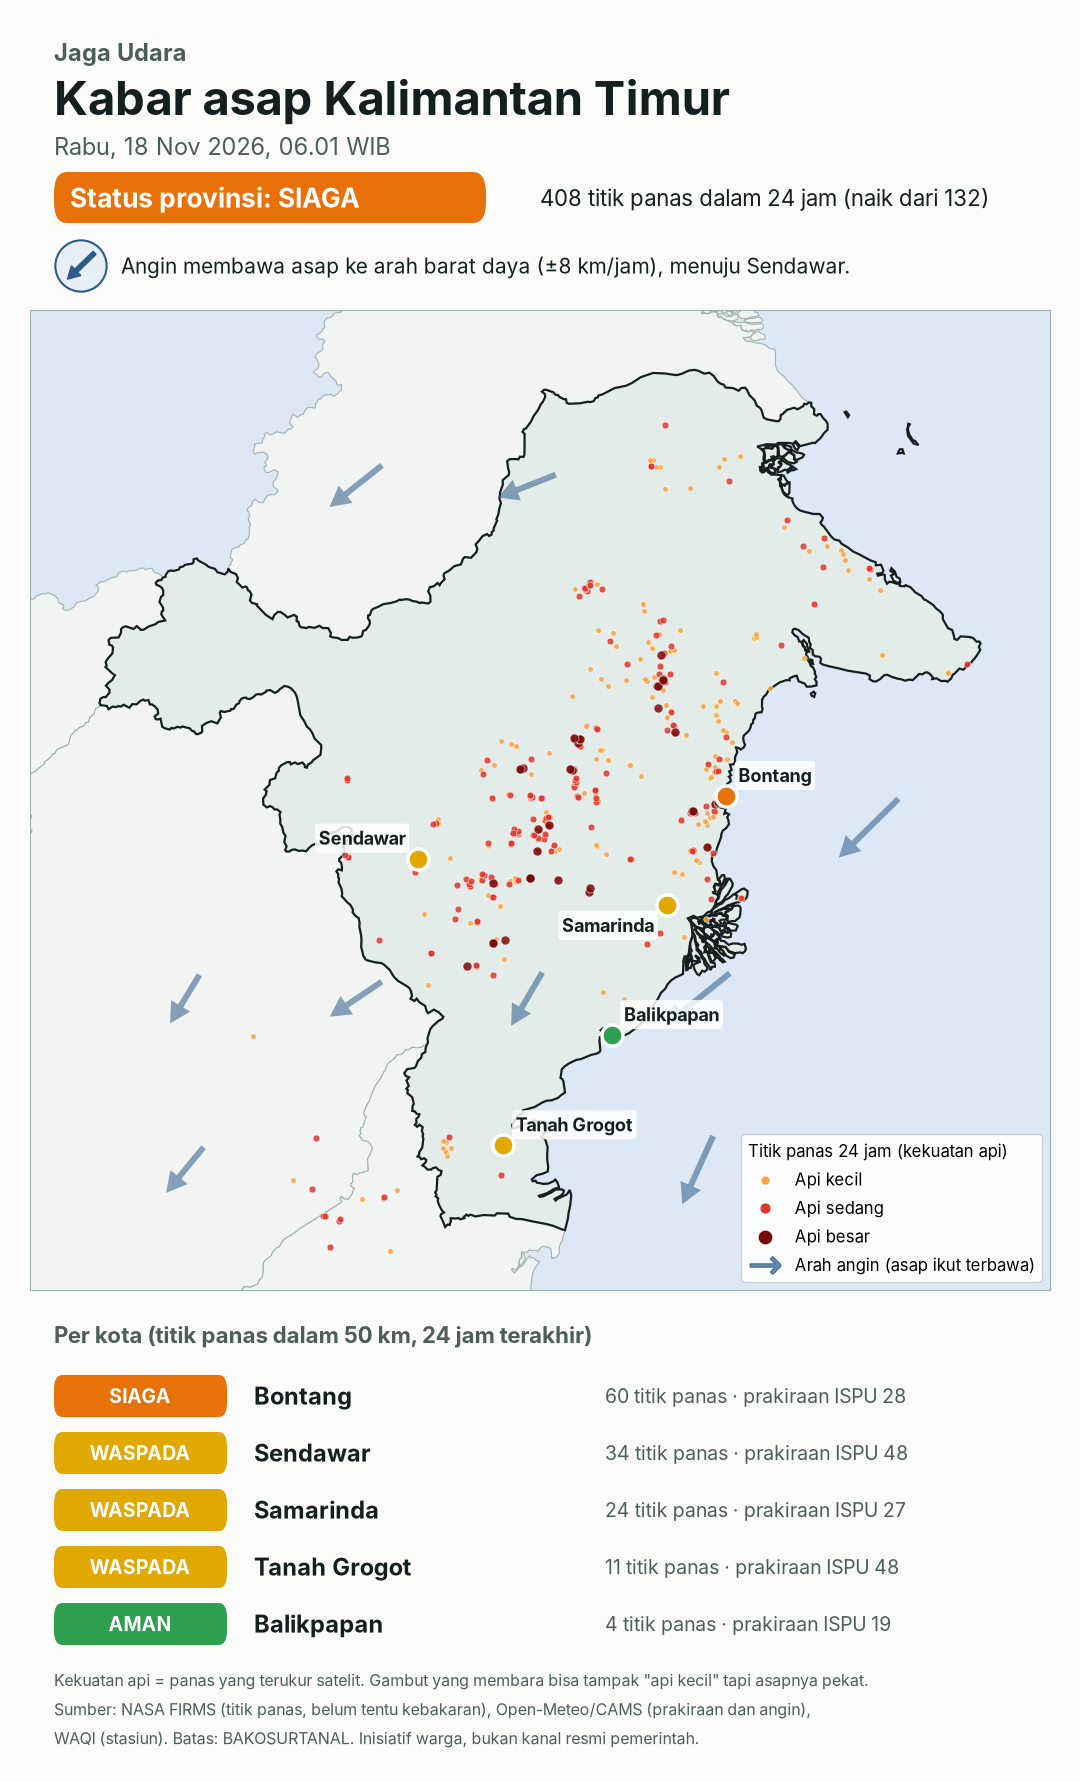 Jaga Udara
Kabar asap Kalimantan Timur
Rabu, 18 Nov 2026, 06.01 WIB
Status provinsi: SIAGA
408 titik panas dalam 24 jam (naik dari 132)
Angin membawa asap ke arah barat daya (±8 km/jam), menuju Sendawar.
Bontang
Sendawar
Samarinda
Balikpapan
Tanah Grogot
Titik panas 24 jam (kekuatan api)
Api kecil
Api sedang
Api besar
Arah angin (asap ikut terbawa)
Per kota (titik panas dalam 50 km, 24 jam terakhir)
SIAGA Bontang 60 titik panas · prakiraan ISPU 28
WASPADA Sendawar 34 titik panas · prakiraan ISPU 48
WASPADA Samarinda 24 titik panas · prakiraan ISPU 27
WASPADA Tanah Grogot 11 titik panas · prakiraan ISPU 48
AMAN Balikpapan 4 titik panas · prakiraan ISPU 19
Kekuatan api = panas yang terukur satelit. Gambut yang membara bisa tampak "api kecil" tapi asapnya pekat.
Sumber: NASA FIRMS (titik panas, belum tentu kebakaran), Open-Meteo/CAMS (prakiraan dan angin),
WAQI (stasiun). Batas: BAKOSURTANAL. Inisiatif warga, bukan kanal resmi pemerintah.